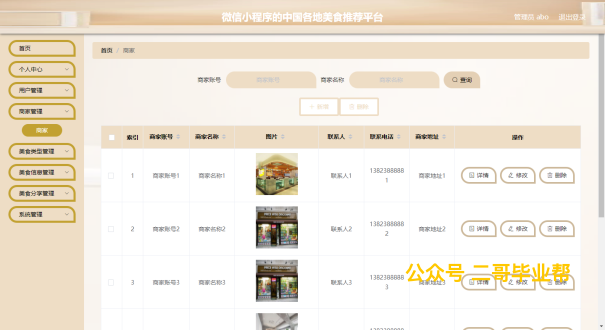 微信小程序的中国各地美食推荐平台
管理员 abo 退出登录
首页
个人中心
用户管理
商家管理
商家
美食类型管理
美食信息管理
美食分享管理
系统管理
首页 / 商家
商家账号 商家账号 商家名称 商家名称 查询
+ 新增 删除
索引 商家账号 商家名称 图片 联系人 联系电话 商家地址 操作
1 商家账号1 商家名称1 联系人1 13823888881 商家地址1 详情 修改 删除
2 商家账号2 商家名称2 联系人2 13823888882 商家地址2 详情 修改 删除
3 商家账号3 商家名称3 联系人3 13823888883 商家地址3 详情 修改 删除
公众号 二哥毕业帮